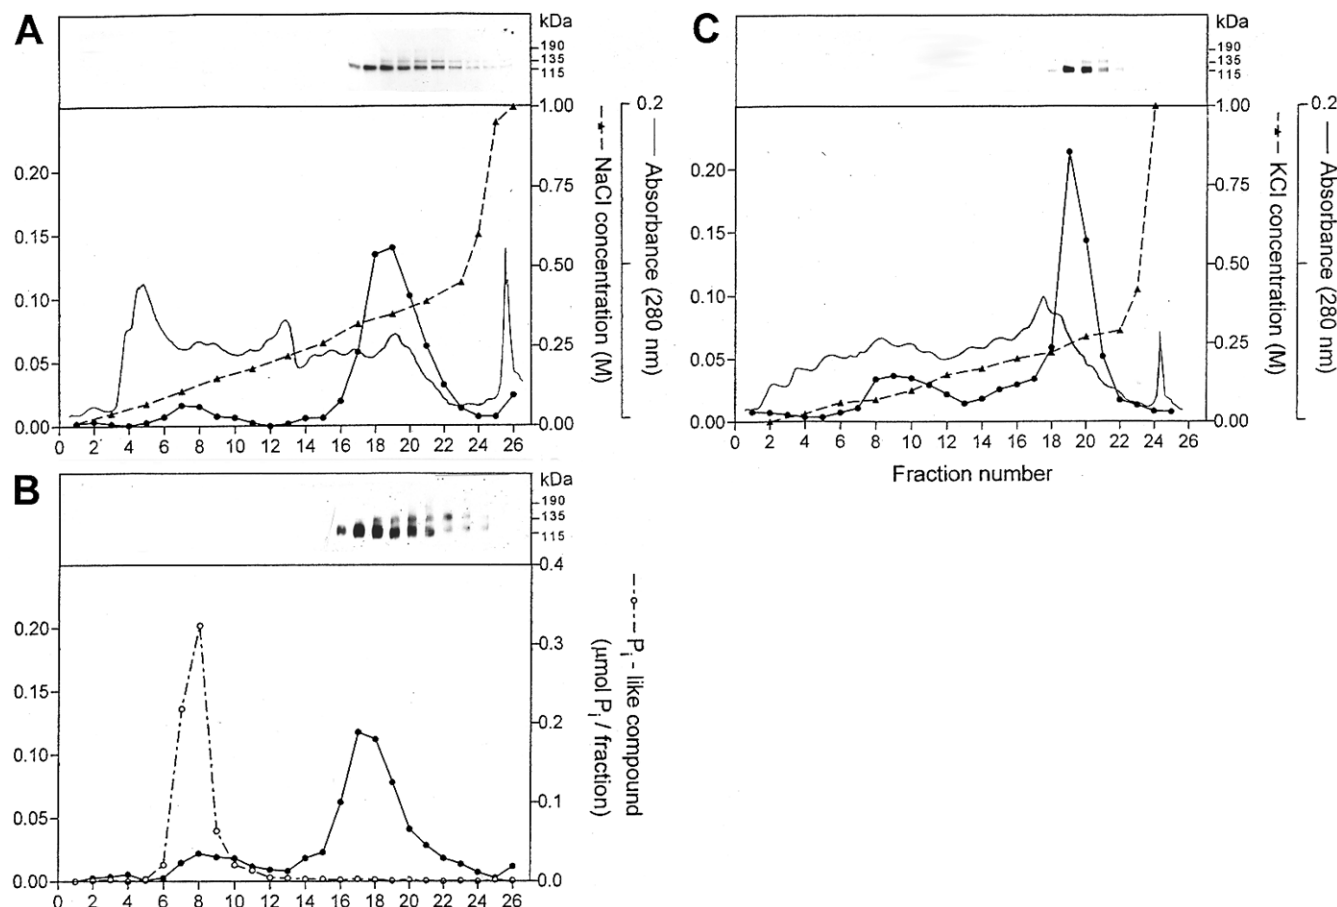 A
kDa
190
135
115
1.00
0.75
0.50
0.25
0.00
NaCl concentration (M)
0.2
Absorbance (280 nm)
0.20
0.15
0.10
0.05
0.00
0 2 4 6 8 10 12 14 16 18 20 22 24 26
C
kDa
190
135
115
1.00
0.75
0.50
0.25
0.00
KCl concentration (M)
0.2
Absorbance (280 nm)
0.20
0.15
0.10
0.05
0.00
0 2 4 6 8 10 12 14 16 18 20 22 24 26
Fraction number
B
kDa
190
135
115
0.4
0.3
0.2
0.1
0.0
Pi - like compound
(μmol Pi / fraction)
0.20
0.15
0.10
0.05
0.00
0 2 4 6 8 10 12 14 16 18 20 22 24 26